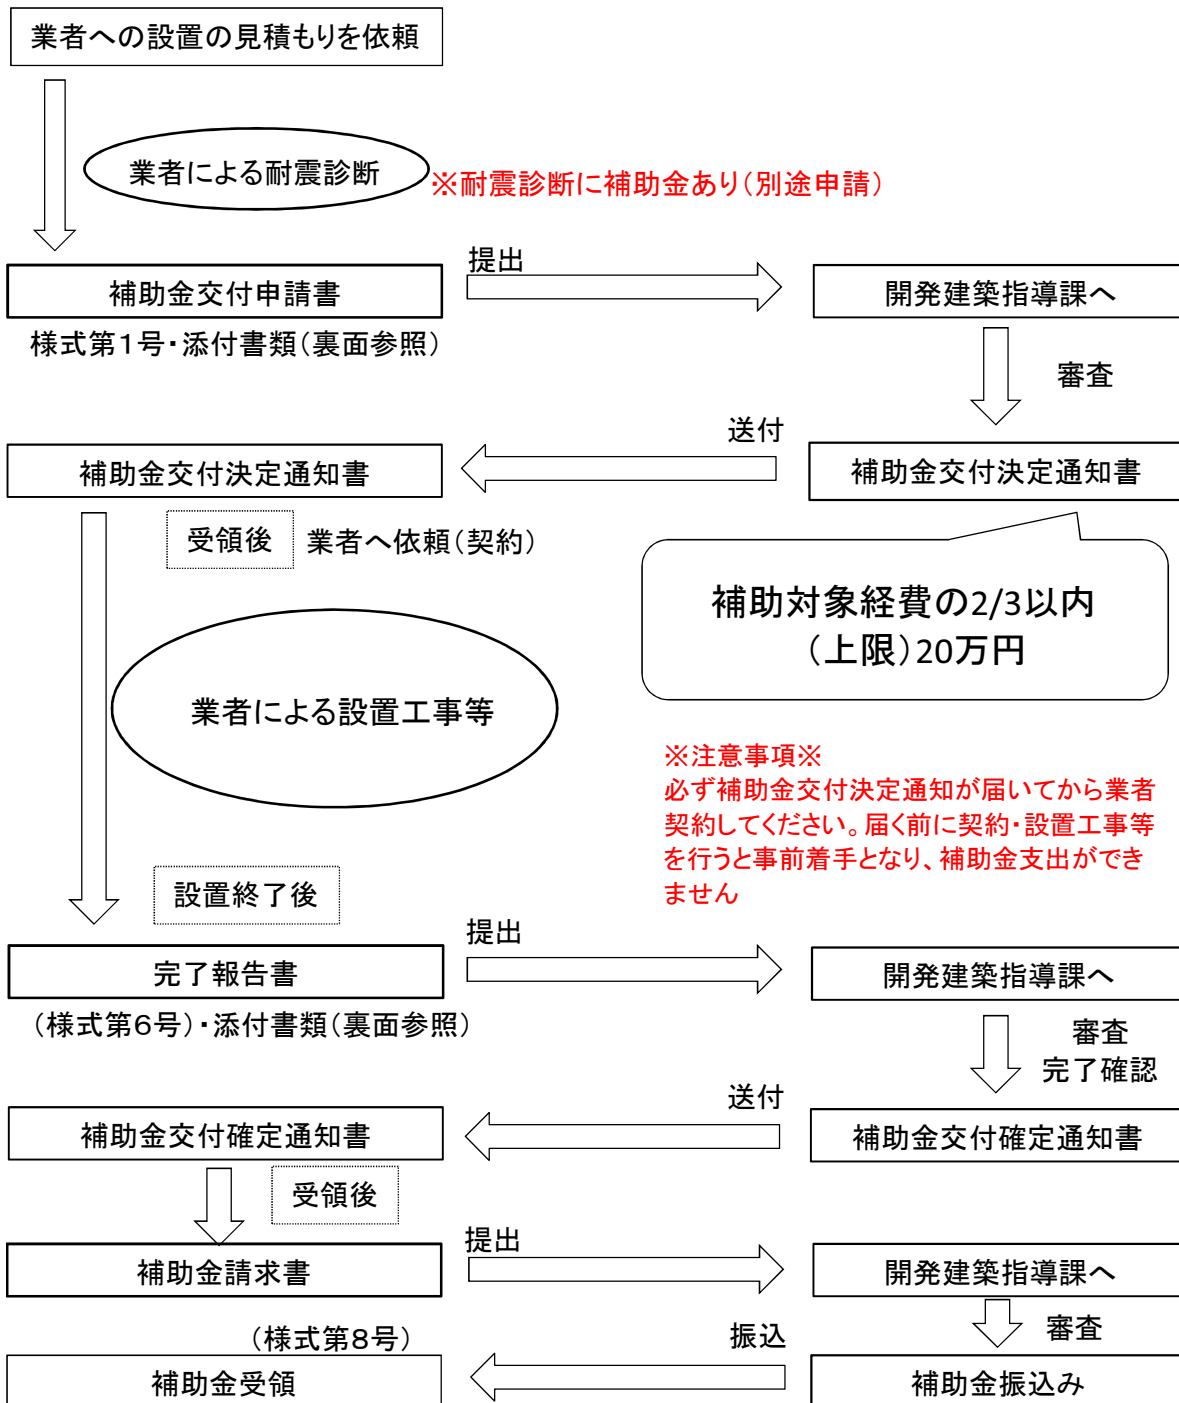 業者への設置の見積もりを依頼
業者による耐震診断
※耐震診断に補助金あり（別途申請）
補助金交付申請書
提出
開発建築指導課へ
様式第１号・添付書類（裏面参照）
審査
送付
補助金交付決定通知書
補助金交付決定通知書
受領後
業者へ依頼（契約）
補助対象経費の2/3以内
（上限）20万円
業者による設置工事等
※注意事項※
必ず補助金交付決定通知が届いてから業者
契約してください。届く前に契約・設置工事等
を行うと事前着手となり、補助金支出ができ
ません
設置終了後
完了報告書
提出
開発建築指導課へ
（様式第６号）・添付書類（裏面参照）
審査
完了確認
送付
補助金交付確定通知書
補助金交付確定通知書
受領後
補助金請求書
提出
開発建築指導課へ
（様式第８号）
振込
審査
補助金受領
補助金振込み